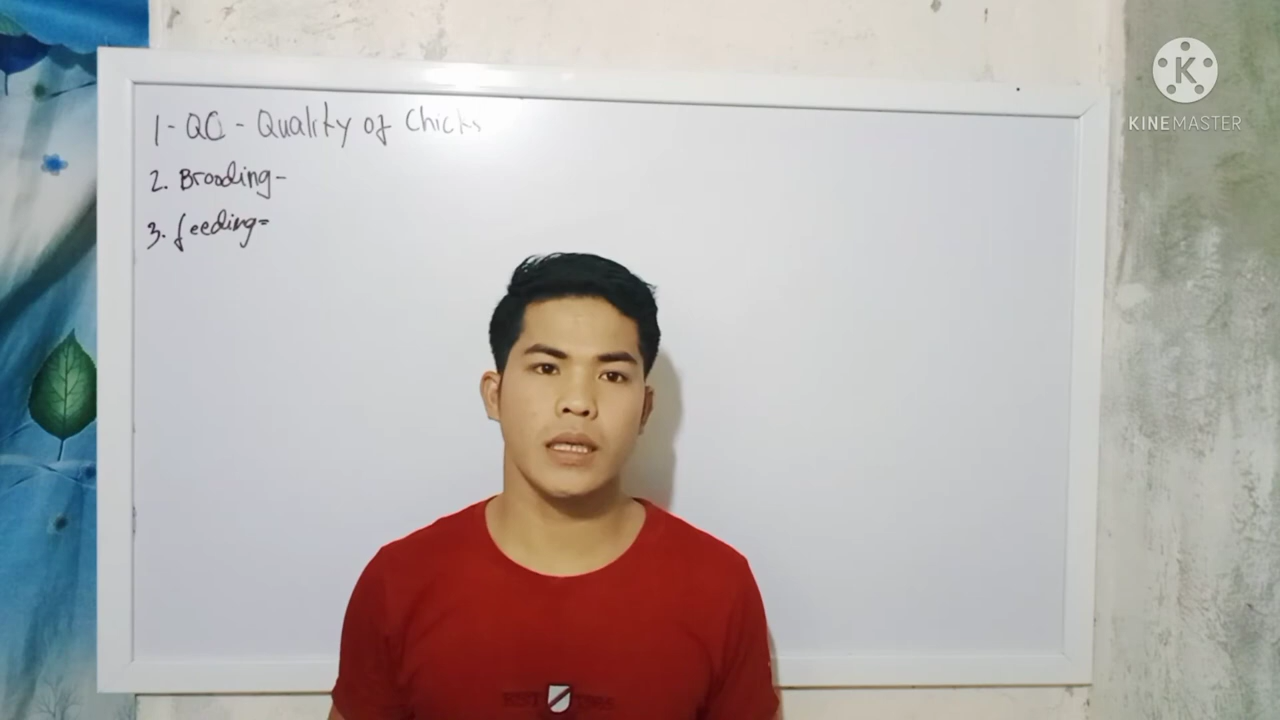 1- QC - Quality of Chicks
2. Brooding-
3. feeding-
KINEMASTER